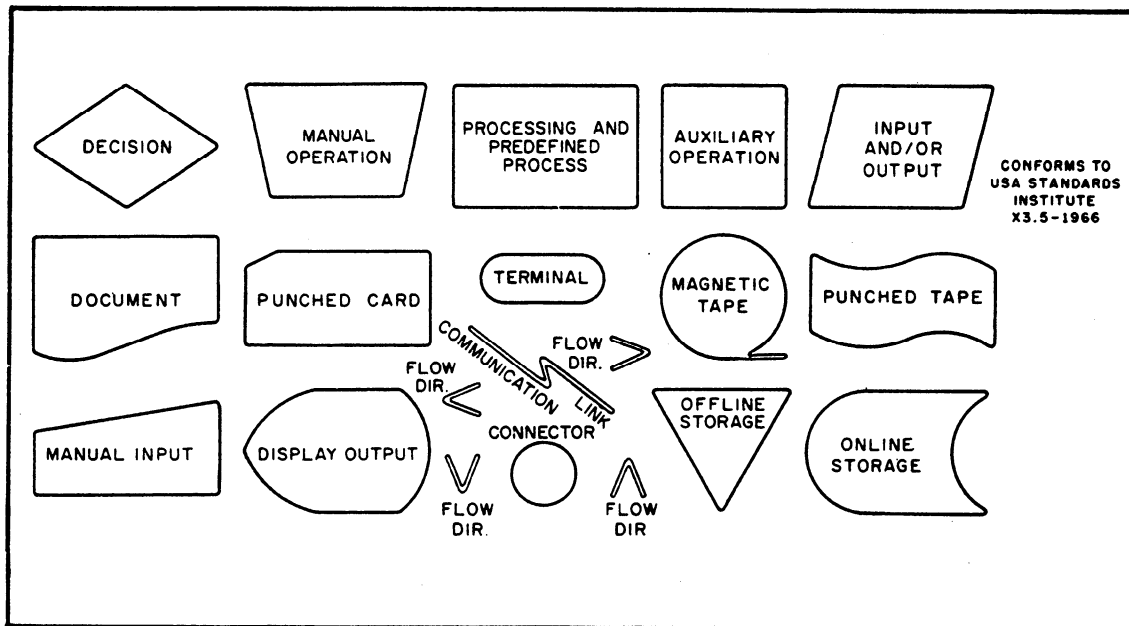 DECISION
MANUAL
OPERATION
PROCESSING AND
PREDEFINED
PROCESS
AUXILIARY
OPERATION
INPUT
AND/OR
OUTPUT
CONFORMS TO
USA STANDARDS
INSTITUTE
X3.5-1966
DOCUMENT
PUNCHED CARD
TERMINAL
MAGNETIC
TAPE
PUNCHED TAPE
COMMUNICATION LINK
FLOW
DIR.
FLOW
DIR.
MANUAL INPUT
DISPLAY OUTPUT
CONNECTOR
OFFLINE
STORAGE
ONLINE
STORAGE
FLOW
DIR.
FLOW
DIR